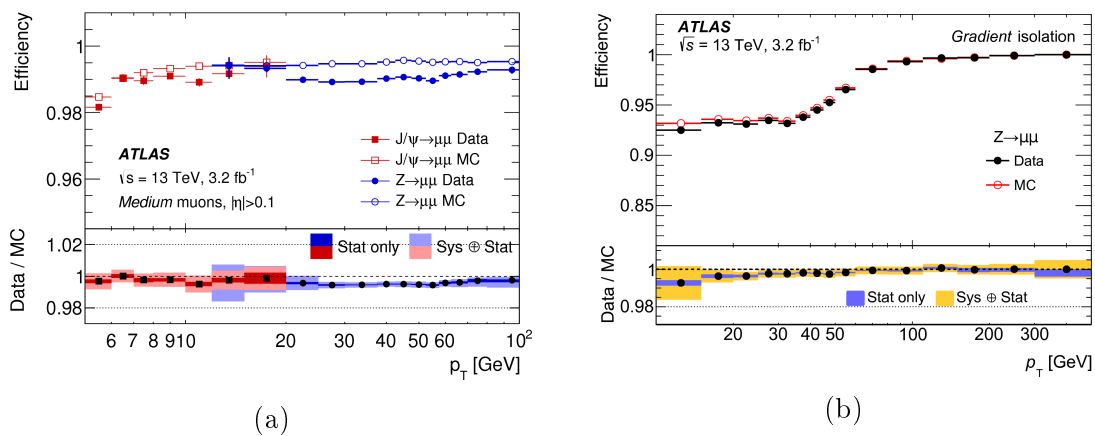 Efficiency
1
0.98
0.96
ATLAS
√s = 13 TeV, 3.2 fb⁻¹
Medium muons, |η|>0.1
J/ψ→μμ Data
J/ψ→μμ MC
Z→μμ Data
Z→μμ MC
Data / MC
1.02
1
0.98
Stat only
Sys ⊕ Stat
6 7 8 9 10 20 30 40 50 60 10²
p_T [GeV]
(a)
Efficiency
ATLAS
√s = 13 TeV, 3.2 fb⁻¹
Gradient isolation
1
0.95
0.9
0.85
Z→μμ
Data
MC
Data / MC
1
0.98
Stat only
Sys ⊕ Stat
20 30 40 50 100 200 300
p_T [GeV]
(b)